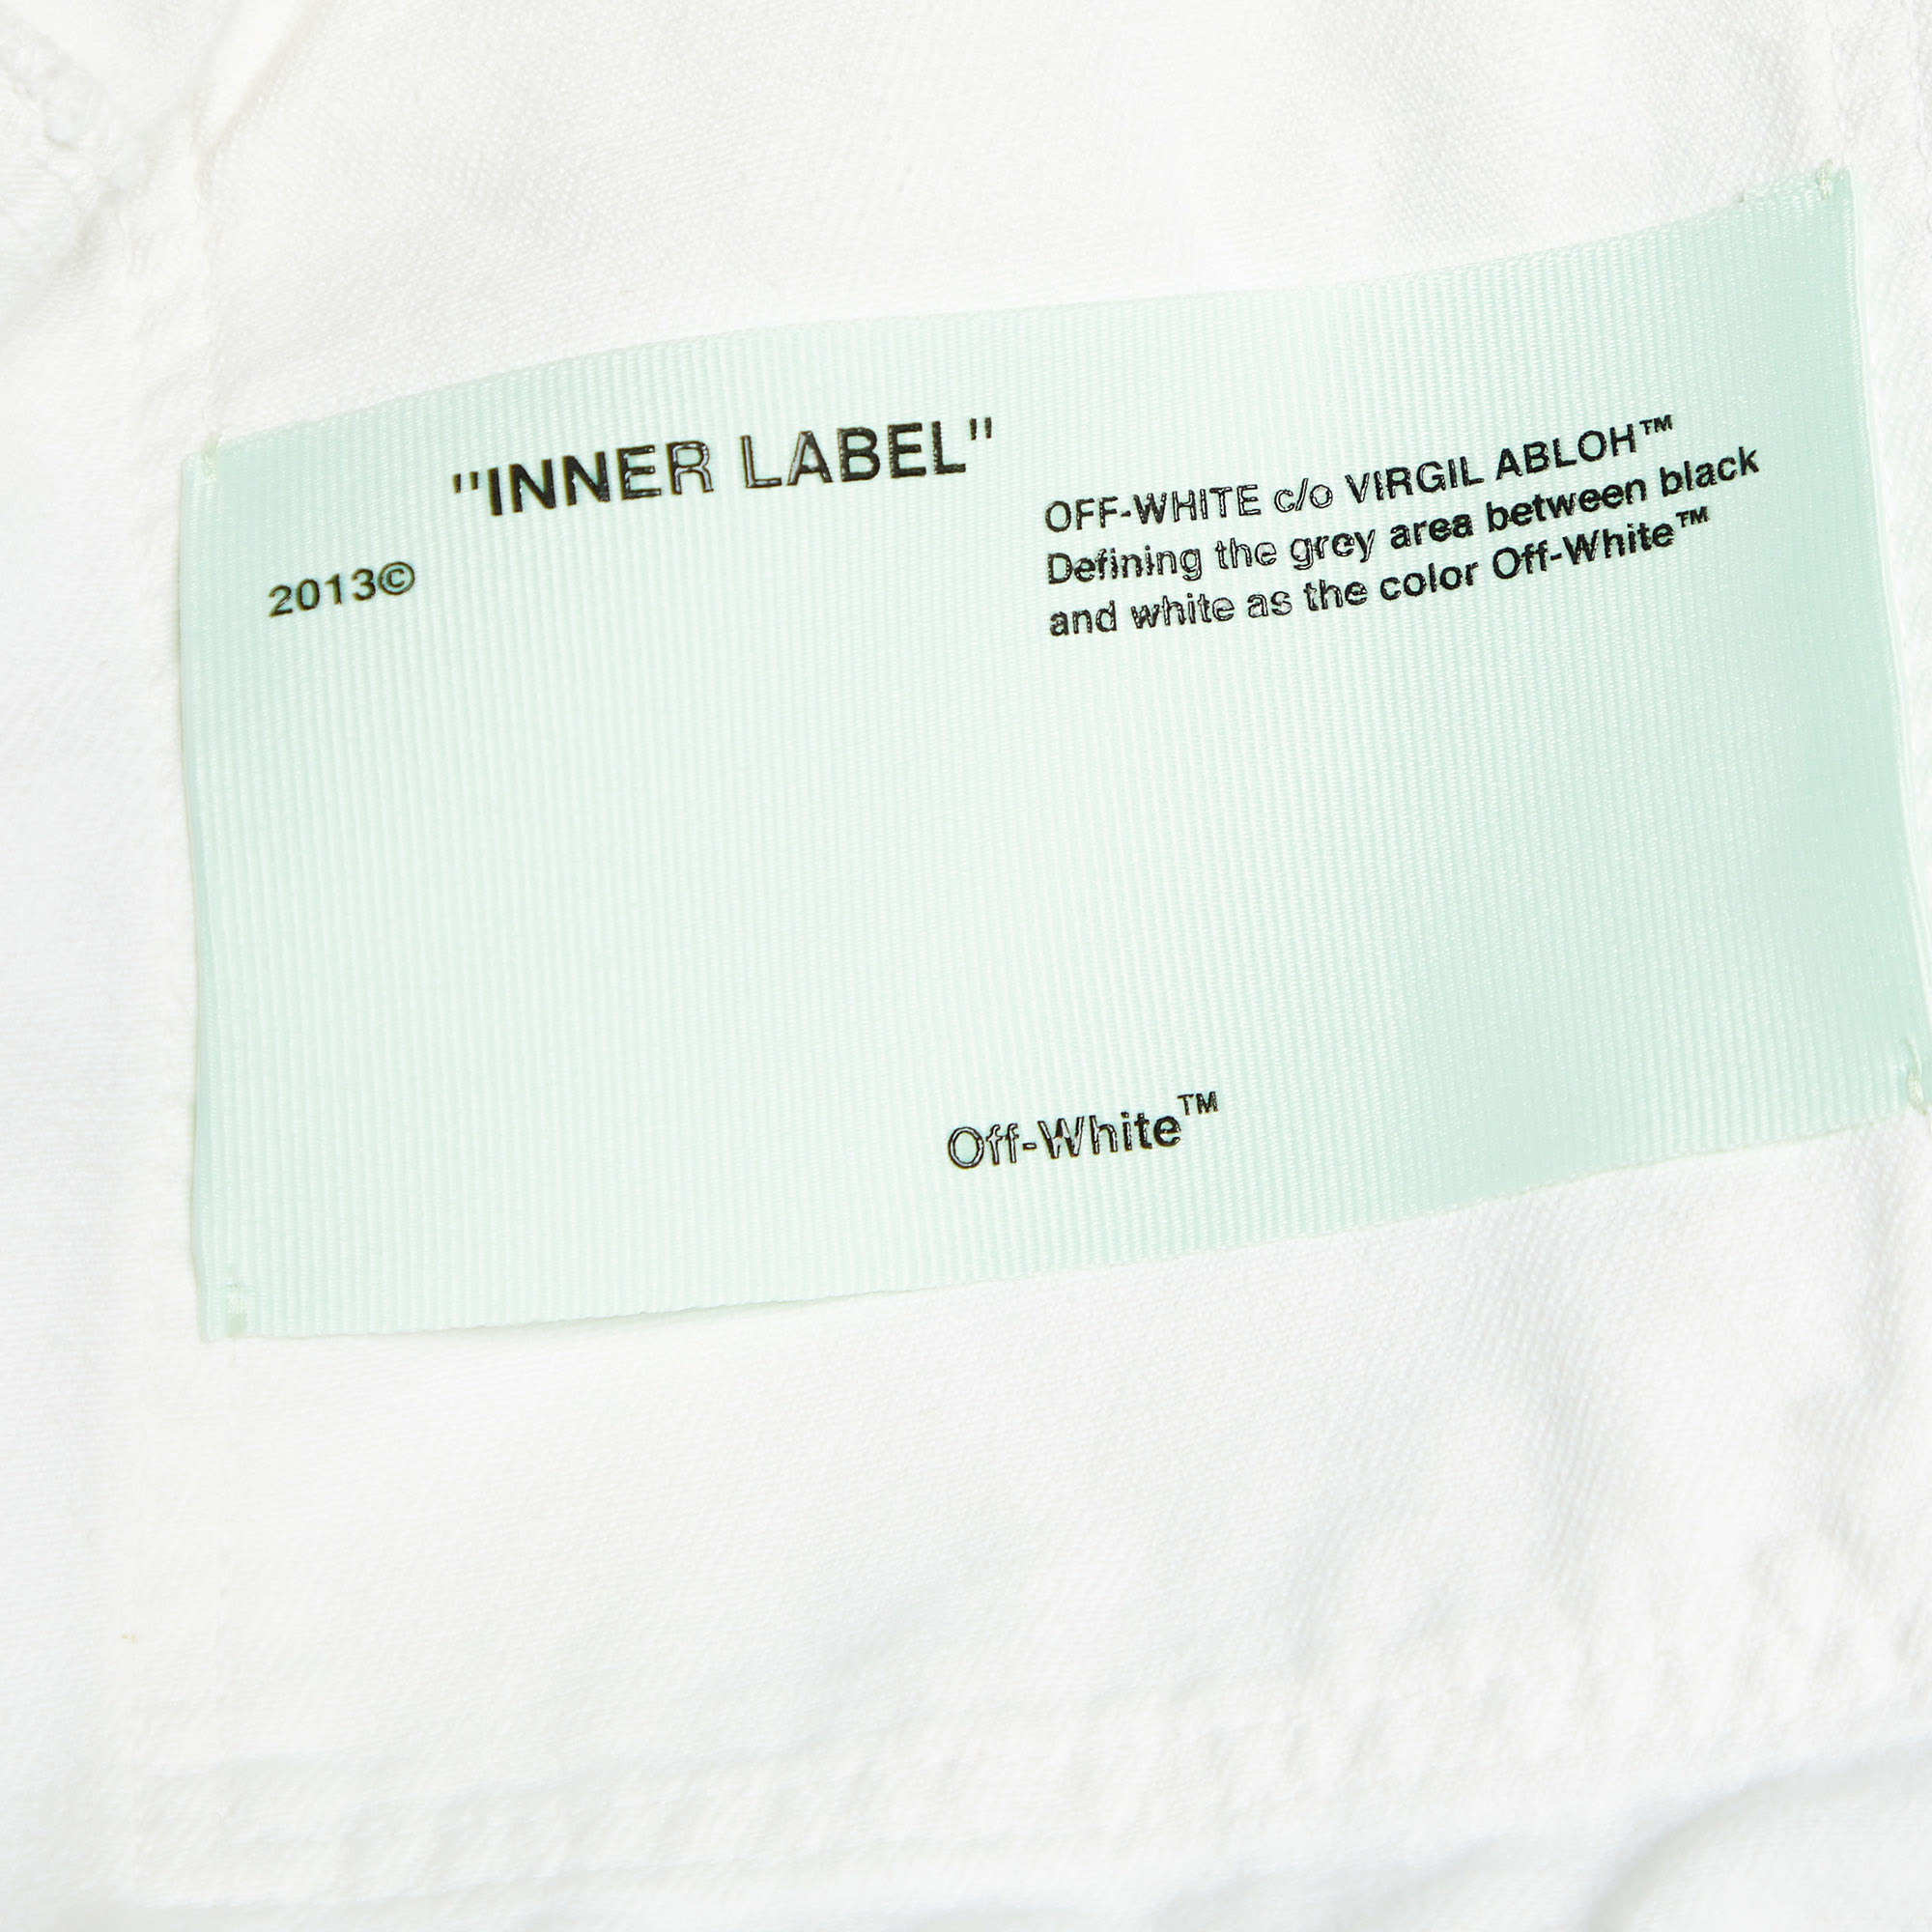 "INNER LABEL"
2013©
OFF-WHITE c/o VIRGIL ABLOH™
Defining the grey area between black
and white as the color Off-White™
Off-White™